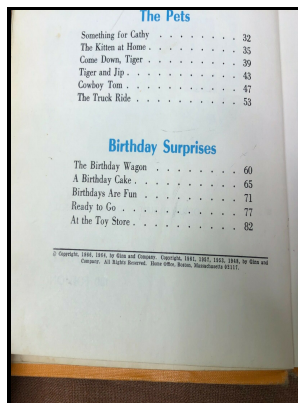 The Pets
Something for Cathy . . . . . . . . 32
The Kitten at Home . . . . . . . . . 35
Come Down, Tiger . . . . . . . . . 39
Tiger and Jip . . . . . . . . . . . 43
Cowboy Tom . . . . . . . . . . . 47
The Truck Ride . . . . . . . . . . 53
Birthday Surprises
The Birthday Wagon . . . . . . . . 60
A Birthday Cake . . . . . . . . . . 65
Birthdays Are Fun . . . . . . . . . 71
Ready to Go . . . . . . . . . . . 77
At the Toy Store . . . . . . . . . . 82
© Copyright, 1966, 1964, by Ginn and Company. Copyright, 1961, 1957, 1953, 1948, by Ginn and
Company. All Rights Reserved. Home Office, Boston, Massachusetts 02117.